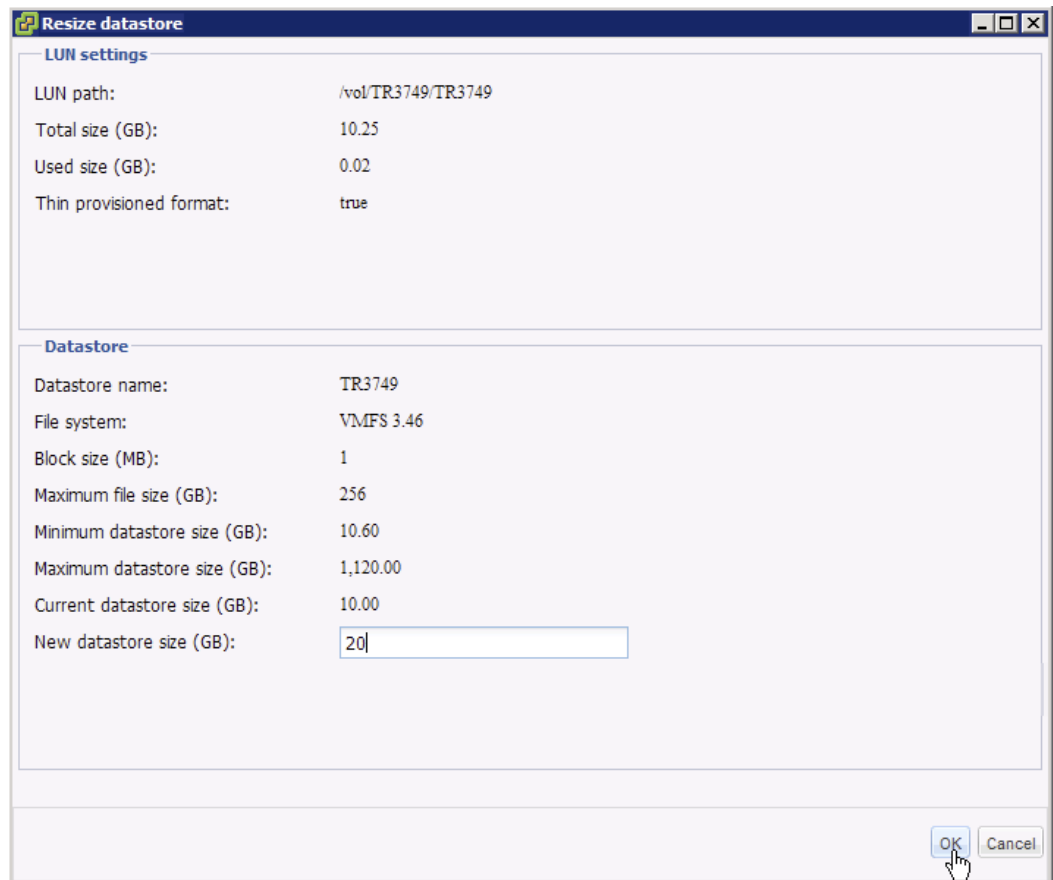 Resize datastore
LUN settings
LUN path: /vol/TR3749/TR3749
Total size (GB): 10.25
Used size (GB): 0.02
Thin provisioned format: true
Datastore
Datastore name: TR3749
File system: VMFS 3.46
Block size (MB): 1
Maximum file size (GB): 256
Minimum datastore size (GB): 10.60
Maximum datastore size (GB): 1,120.00
Current datastore size (GB): 10.00
New datastore size (GB): 20
OK Cancel